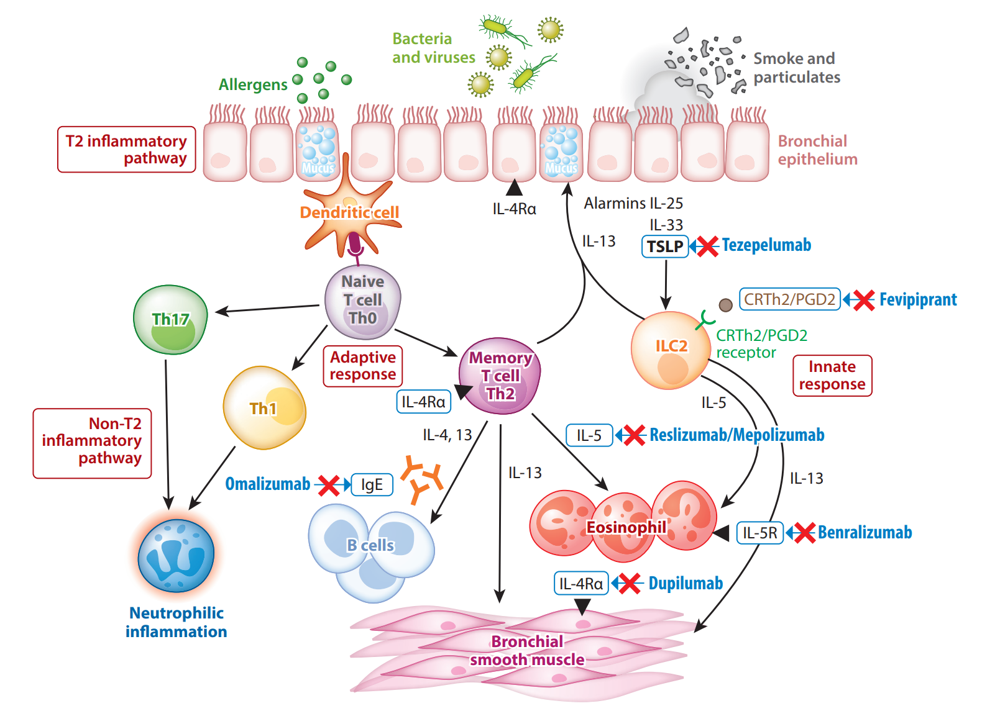 Bacteria
and viruses
Smoke and
particulates
Allergens
T2 inflammatory
pathway
Mucus
Mucus
Bronchial
epithelium
Dendritic cell
IL-4Rα
Alarmins IL-25
IL-33
TSLP
Tezepelumab
IL-13
Naive
T cell
Th0
CRTh2/PGD2
Fevipiprant
Th17
CRTh2/PGD2
receptor
ILC2
Adaptive
response
Memory
T cell
Th2
Innate
response
IL-4Rα
Th1
IL-5
Non-T2
inflammatory
pathway
IL-4, 13
IL-5
Reslizumab/Mepolizumab
IL-13
IL-13
Omalizumab
IgE
Eosinophil
IL-5R
Benralizumab
B cells
IL-4Rα
Dupilumab
Neutrophilic
inflammation
Bronchial
smooth muscle